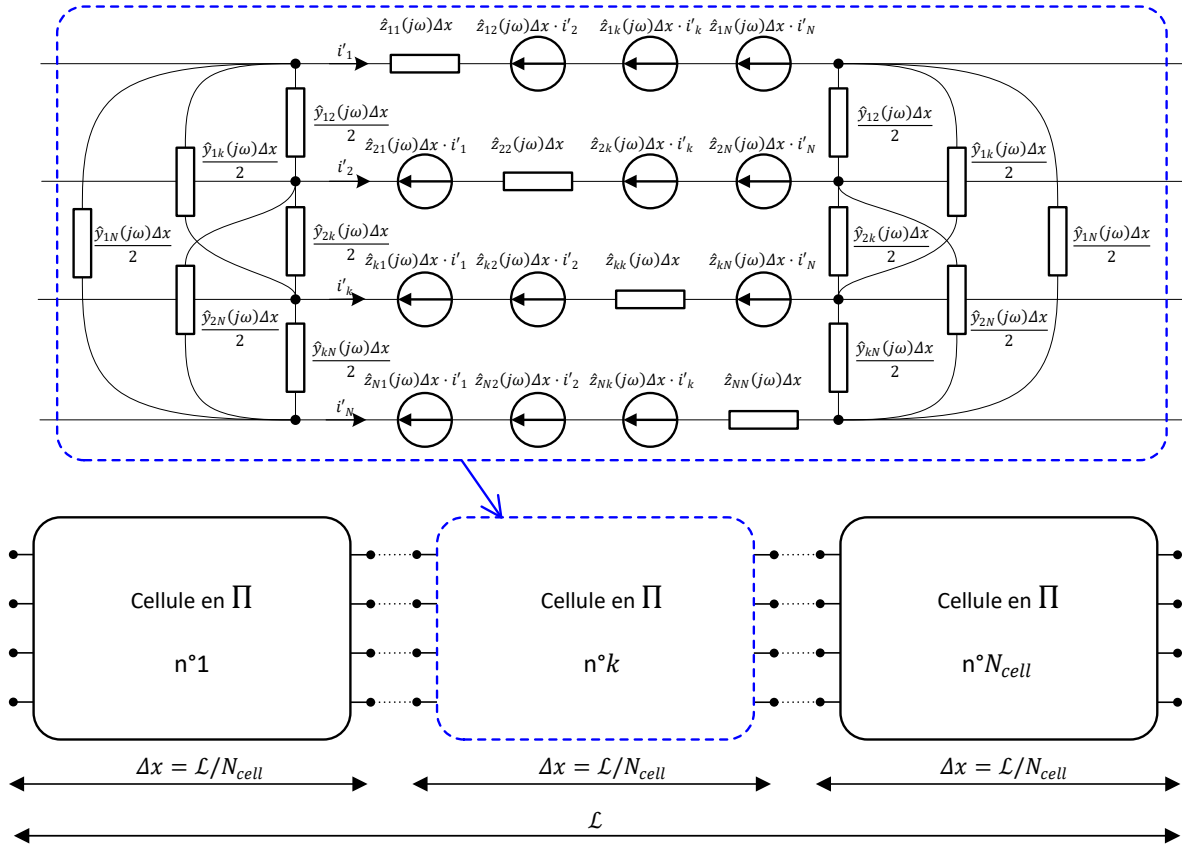 ẑ₁₁(jω)Δx ẑ₁₂(jω)Δx · i′₂ ẑ₁ₖ(jω)Δx · i′ₖ ẑ₁N(jω)Δx · i′N
i′₁
ŷ₁₂(jω)Δx/2 ŷ₁₂(jω)Δx/2
ŷ₁ₖ(jω)Δx/2 ẑ₂₁(jω)Δx · i′₁ ẑ₂₂(jω)Δx ẑ₂ₖ(jω)Δx · i′ₖ ẑ₂N(jω)Δx · i′N ŷ₁ₖ(jω)Δx/2
i′₂
ŷ₁N(jω)Δx/2 ŷ₂ₖ(jω)Δx/2 ŷ₂ₖ(jω)Δx/2 ŷ₁N(jω)Δx/2
ẑₖ₁(jω)Δx · i′₁ ẑₖ₂(jω)Δx · i′₂ ẑₖₖ(jω)Δx ẑₖN(jω)Δx · i′N
i′ₖ
ŷ₂N(jω)Δx/2 ŷₖN(jω)Δx/2 ŷₖN(jω)Δx/2 ŷ₂N(jω)Δx/2
ẑN₁(jω)Δx · i′₁ ẑN₂(jω)Δx · i′₂ ẑNₖ(jω)Δx · i′ₖ ẑNN(jω)Δx
i′N
Cellule en Π Cellule en Π Cellule en Π
n°1 n°k n°N_cell
Δx = ℒ/N_cell Δx = ℒ/N_cell Δx = ℒ/N_cell
ℒ